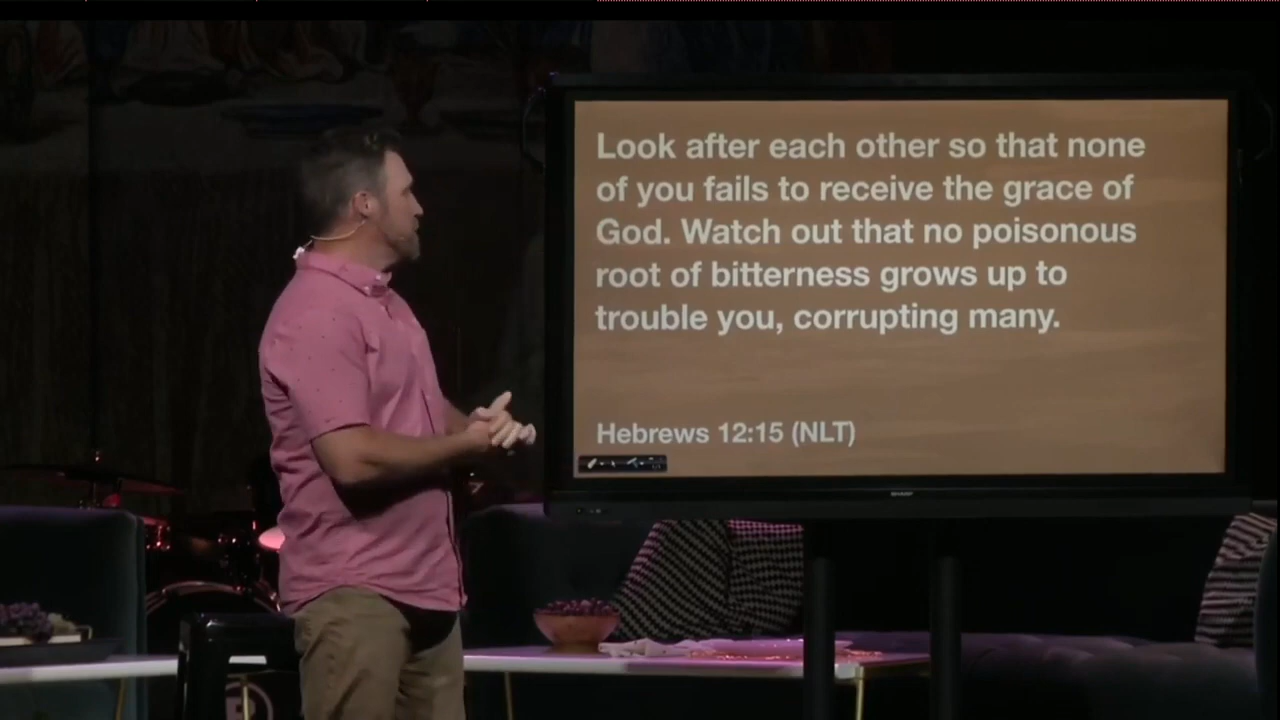 Look after each other so that none
of you fails to receive the grace of
God. Watch out that no poisonous
root of bitterness grows up to
trouble you, corrupting many.
Hebrews 12:15 (NLT)
SHARP